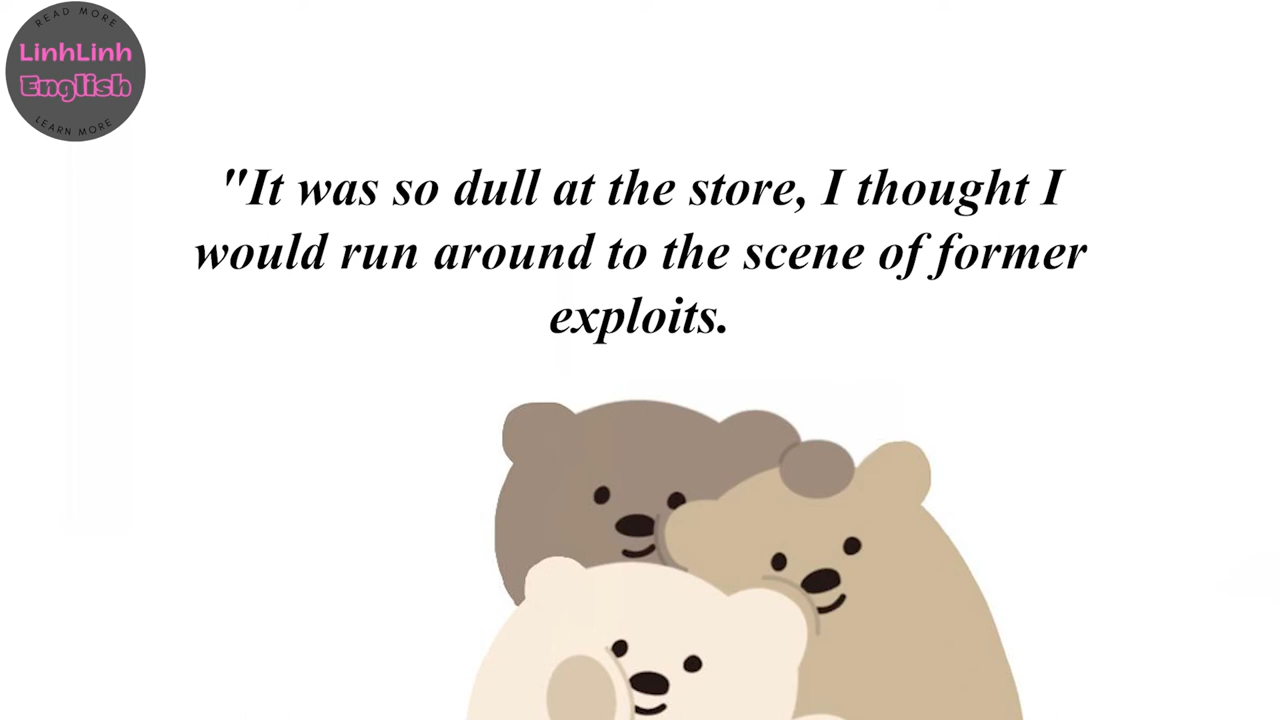 READ MORE
LinhLinh
English
LEARN MORE
"It was so dull at the store, I thought I
would run around to the scene of former
exploits.